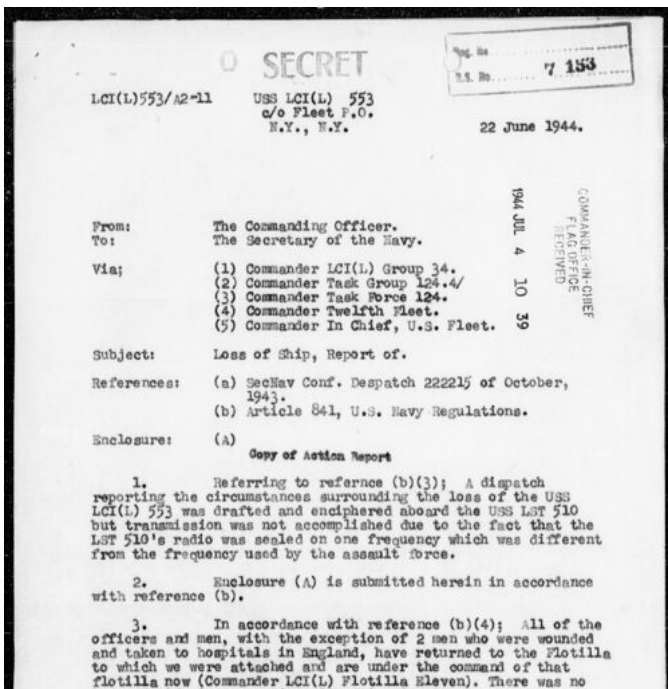 SECRET
Reg. No
R.S. No. 7 153
LCI(L)553/A2-11 USS LCI(L) 553
c/o Fleet P.O.
N.Y., N.Y.
22 June 1944.
COMMANDER-IN-CHIEF
FLAG OFFICE
RECEIVED
1944 JUL 4 10 39
From: The Commanding Officer.
To: The Secretary of the Navy.
Via; (1) Commander LCI(L) Group 34.
(2) Commander Task Group 124.4/
(3) Commander Task Force 124.
(4) Commander Twelfth Fleet.
(5) Commander In Chief, U.S. Fleet.
Subject: Loss of Ship, Report of.
References: (a) SecNav Conf. Despatch 222215 of October,
1943.
(b) Article 841, U.S. Navy Regulations.
Enclosure: (A)
Copy of Action Report
1. Referring to refernce (b)(3); A dispatch
reporting the circumstances surrounding the loss of the USS
LCI(L) 553 was drafted and enciphered aboard the USS LST 510
but transmission was not accomplished due to the fact that the
LST 510's radio was sealed on one frequency which was different
from the frequency used by the assault force.
2. Enclosure (A) is submitted herein in accordance
with reference (b).
3. In accordance with reference (b)(4); All of the
officers and men, with the exception of 2 men who were wounded
and taken to hospitals in England, have returned to the Flotilla
to which we were attached and are under the command of that
flotilla now (Commander LCI(L) Flotilla Eleven). There was no